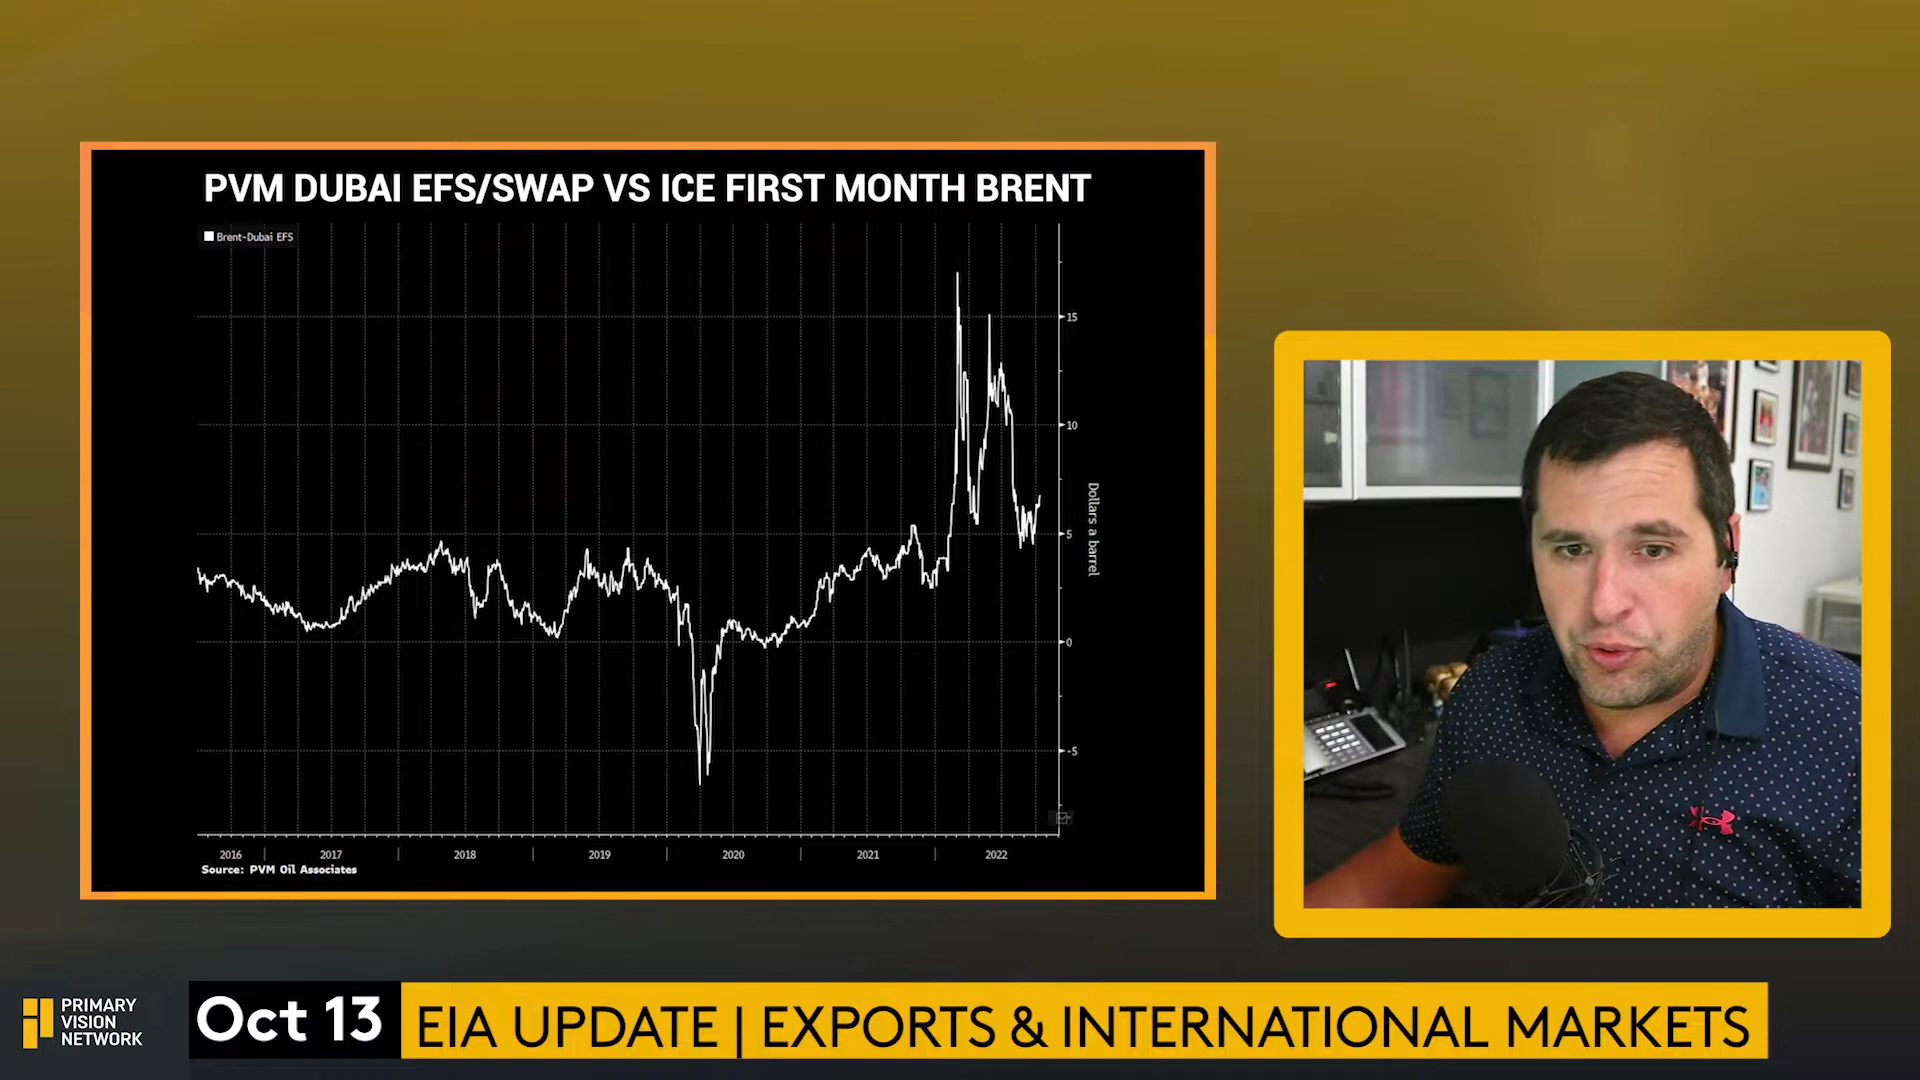 PVM DUBAI EFS/SWAP VS ICE FIRST MONTH BRENT
Brent-Dubai EFS
15
10
5
0
-5
Dollars a barrel
2016 2017 2018 2019 2020 2021 2022
Source: PVM Oil Associates
PRIMARY
VISION
NETWORK
Oct 13
EIA UPDATE | EXPORTS & INTERNATIONAL MARKETS